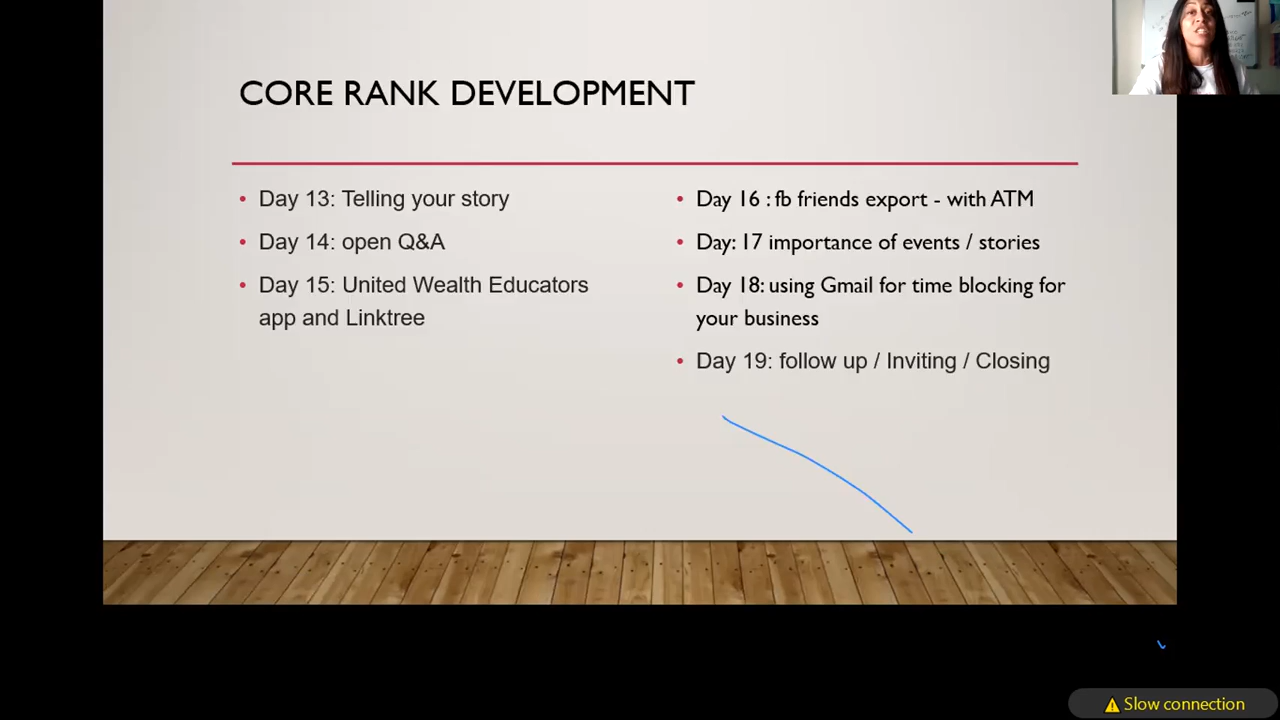 CORE RANK DEVELOPMENT
• Day 13: Telling your story
• Day 14: open Q&A
• Day 15: United Wealth Educators
app and Linktree
• Day 16 : fb friends export - with ATM
• Day: 17 importance of events / stories
• Day 18: using Gmail for time blocking for
your business
• Day 19: follow up / Inviting / Closing
Slow connection